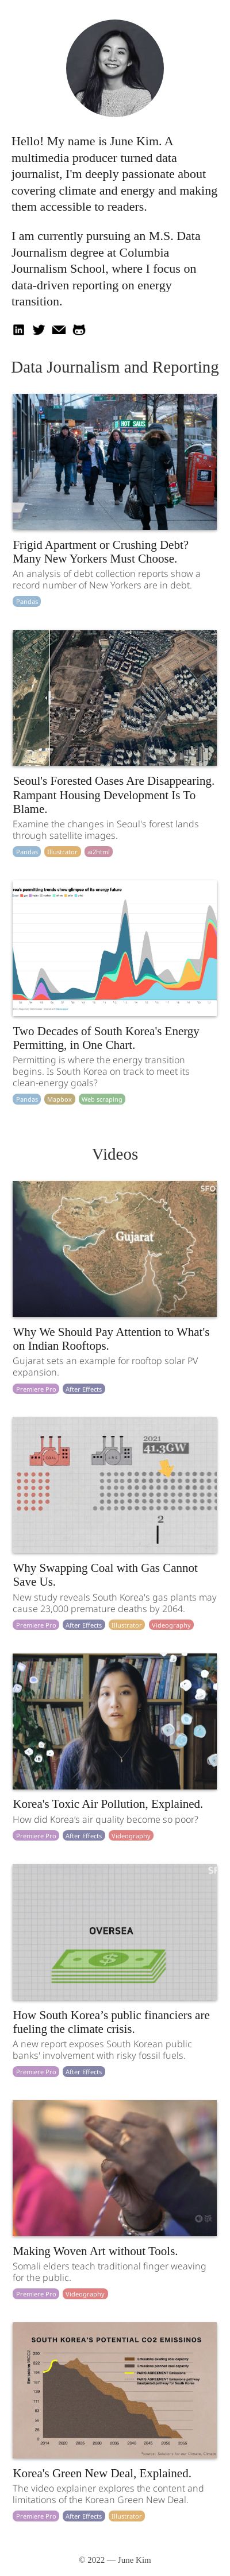 Hello! My name is June Kim. A
multimedia producer turned data
journalist, I'm deeply passionate about
covering climate and energy and making
them accessible to readers.
I am currently pursuing an M.S. Data
Journalism degree at Columbia
Journalism School, where I focus on
data-driven reporting on energy
transition.
Data Journalism and Reporting
HOT SAUS
Frigid Apartment or Crushing Debt?
Many New Yorkers Must Choose.
An analysis of debt collection reports show a
record number of New Yorkers are in debt.
Pandas
Seoul's Forested Oases Are Disappearing.
Rampant Housing Development Is To
Blame.
Examine the changes in Seoul's forest lands
through satellite images.
Pandas Illustrator ai2html
reas permitting trends show glimpse of its energy future
Two Decades of South Korea's Energy
Permitting, in One Chart.
Permitting is where the energy transition
begins. Is South Korea on track to meet its
clean-energy goals?
Pandas Mapbox Web scraping
Videos
SFO
Gujarat
Why We Should Pay Attention to What's
on Indian Rooftops.
Gujarat sets an example for rooftop solar PV
expansion.
Premiere Pro After Effects
2021
41.3GW
2
Why Swapping Coal with Gas Cannot
Save Us.
New study reveals South Korea's gas plants may
cause 23,000 premature deaths by 2064.
Premiere Pro After Effects Illustrator Videography
Korea's Toxic Air Pollution, Explained.
How did Korea's air quality become so poor?
Premiere Pro After Effects Videography
SF
OVERSEA
How South Korea’s public financiers are
fueling the climate crisis.
A new report exposes South Korean public
banks' involvement with risky fossil fuels.
Premiere Pro After Effects
Making Woven Art without Tools.
Somali elders teach traditional finger weaving
for the public.
Premiere Pro Videography
SOUTH KOREA'S POTENTIAL CO2 EMISSINOS
Korea's Green New Deal, Explained.
The video explainer explores the content and
limitations of the Korean Green New Deal.
Premiere Pro After Effects Illustrator
© 2022 — June Kim